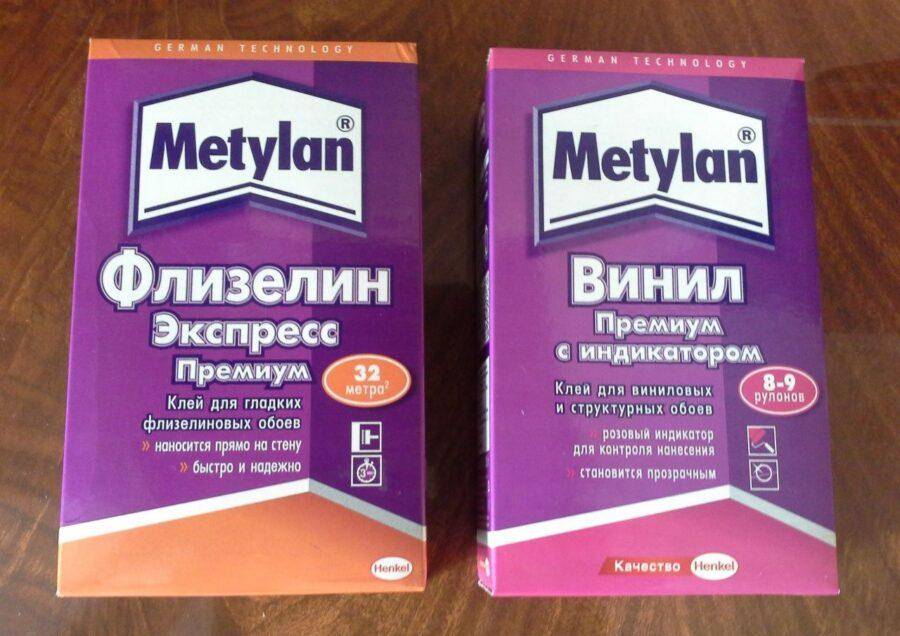 GERMAN TECHNOLOGY
Metylan®
Флизелин
Экспресс
Премиум
32
метра²
Клей для гладких
флизелиновых обоев
» наносится прямо на стену
» быстро и надежно
3
Henkel
GERMAN TECHNOLOGY
Metylan®
Винил
Премиум
с индикатором
8-9
рулонов
Клей для виниловых
и структурных обоев
» розовый индикатор
для контроля нанесения
» становится прозрачным
Качество Henkel